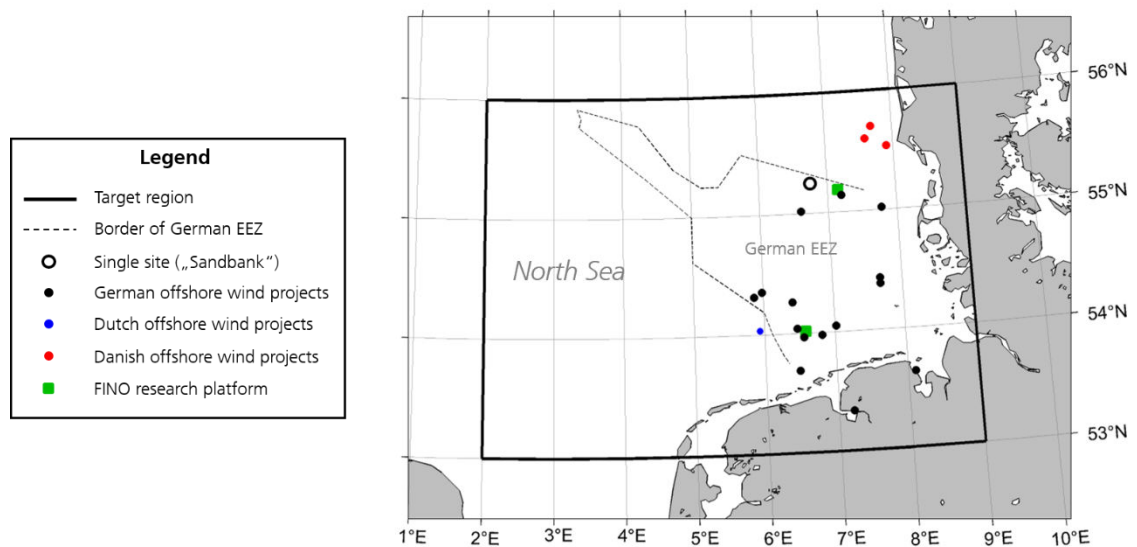 Legend
Target region
Border of German EEZ
Single site („Sandbank“)
German offshore wind projects
Dutch offshore wind projects
Danish offshore wind projects
FINO research platform
North Sea
German EEZ
56°N
55°N
54°N
53°N
1°E 2°E 3°E 4°E 5°E 6°E 7°E 8°E 9°E 10°E